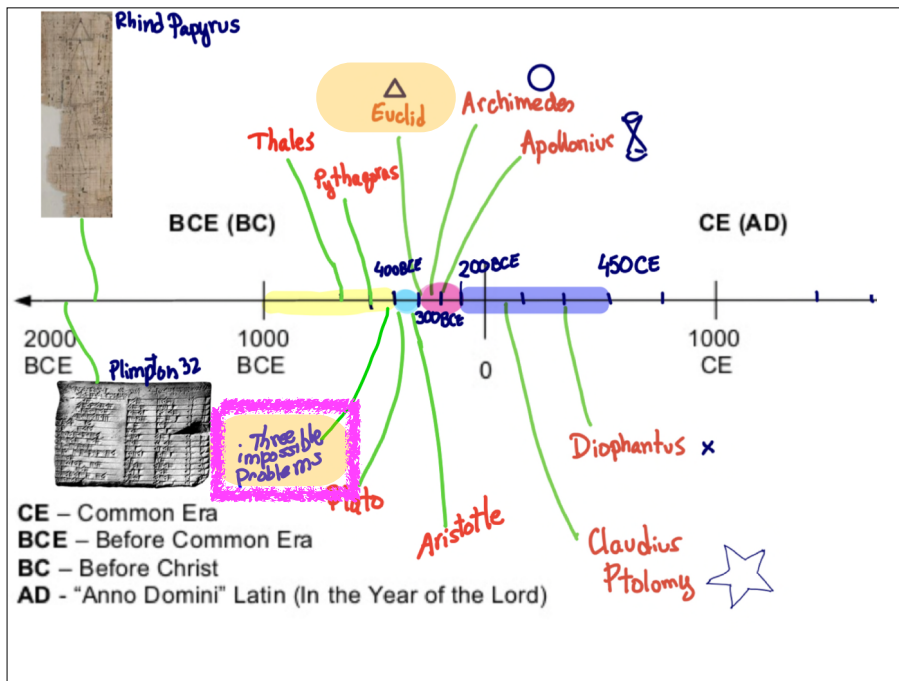 Rhind Papyrus
Euclid
Archimedes
Apollonius
Thales
Pythagoras
BCE (BC)
CE (AD)
400BCE
200BCE
450CE
300BCE
2000
BCE
1000
BCE
0
1000
CE
Plimpton 32
Three
impossible
problems
Diophantus x
Plato
Aristotle
Claudius
Ptolomy
CE – Common Era
BCE – Before Common Era
BC – Before Christ
AD - “Anno Domini” Latin (In the Year of the Lord)